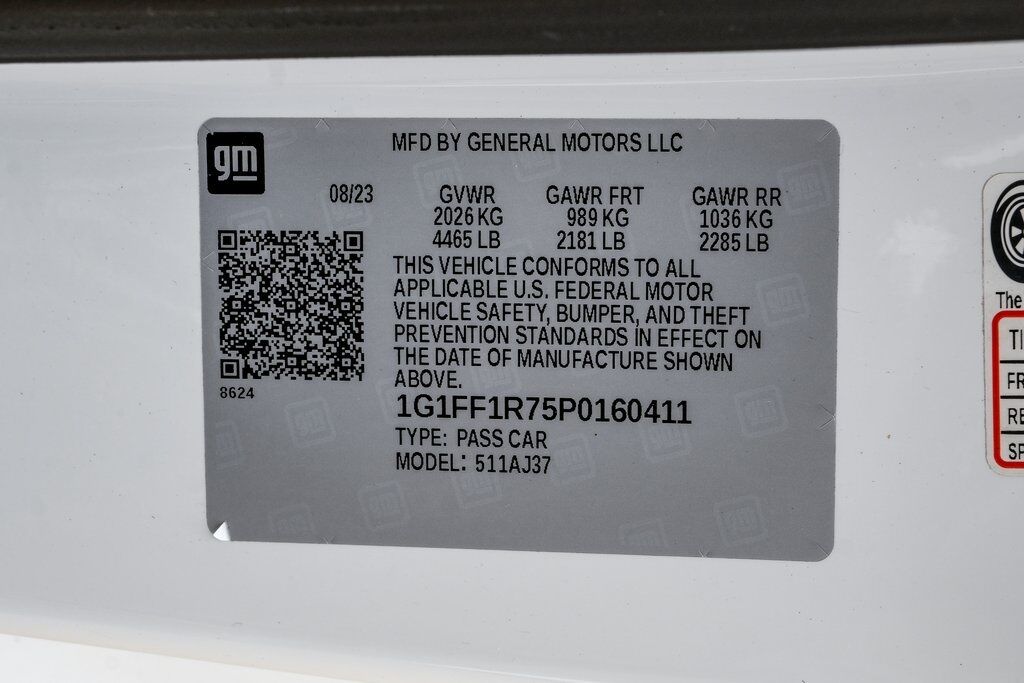 gm
MFD BY GENERAL MOTORS LLC
08/23 GVWR GAWR FRT GAWR RR
2026 KG 989 KG 1036 KG
4465 LB 2181 LB 2285 LB
THIS VEHICLE CONFORMS TO ALL
APPLICABLE U.S. FEDERAL MOTOR
VEHICLE SAFETY, BUMPER, AND THEFT
PREVENTION STANDARDS IN EFFECT ON
THE DATE OF MANUFACTURE SHOWN
ABOVE.
8624
1G1FF1R75P0160411
TYPE: PASS CAR
MODEL: 511AJ37
The